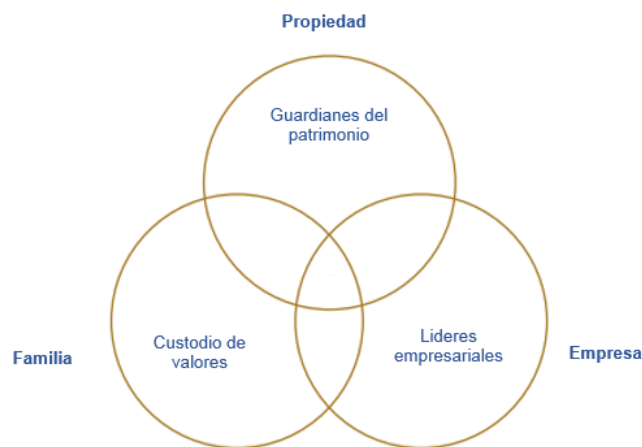 Propiedad
Guardianes del
patrimonio
Familia
Custodio de
valores
Lideres
empresariales
Empresa